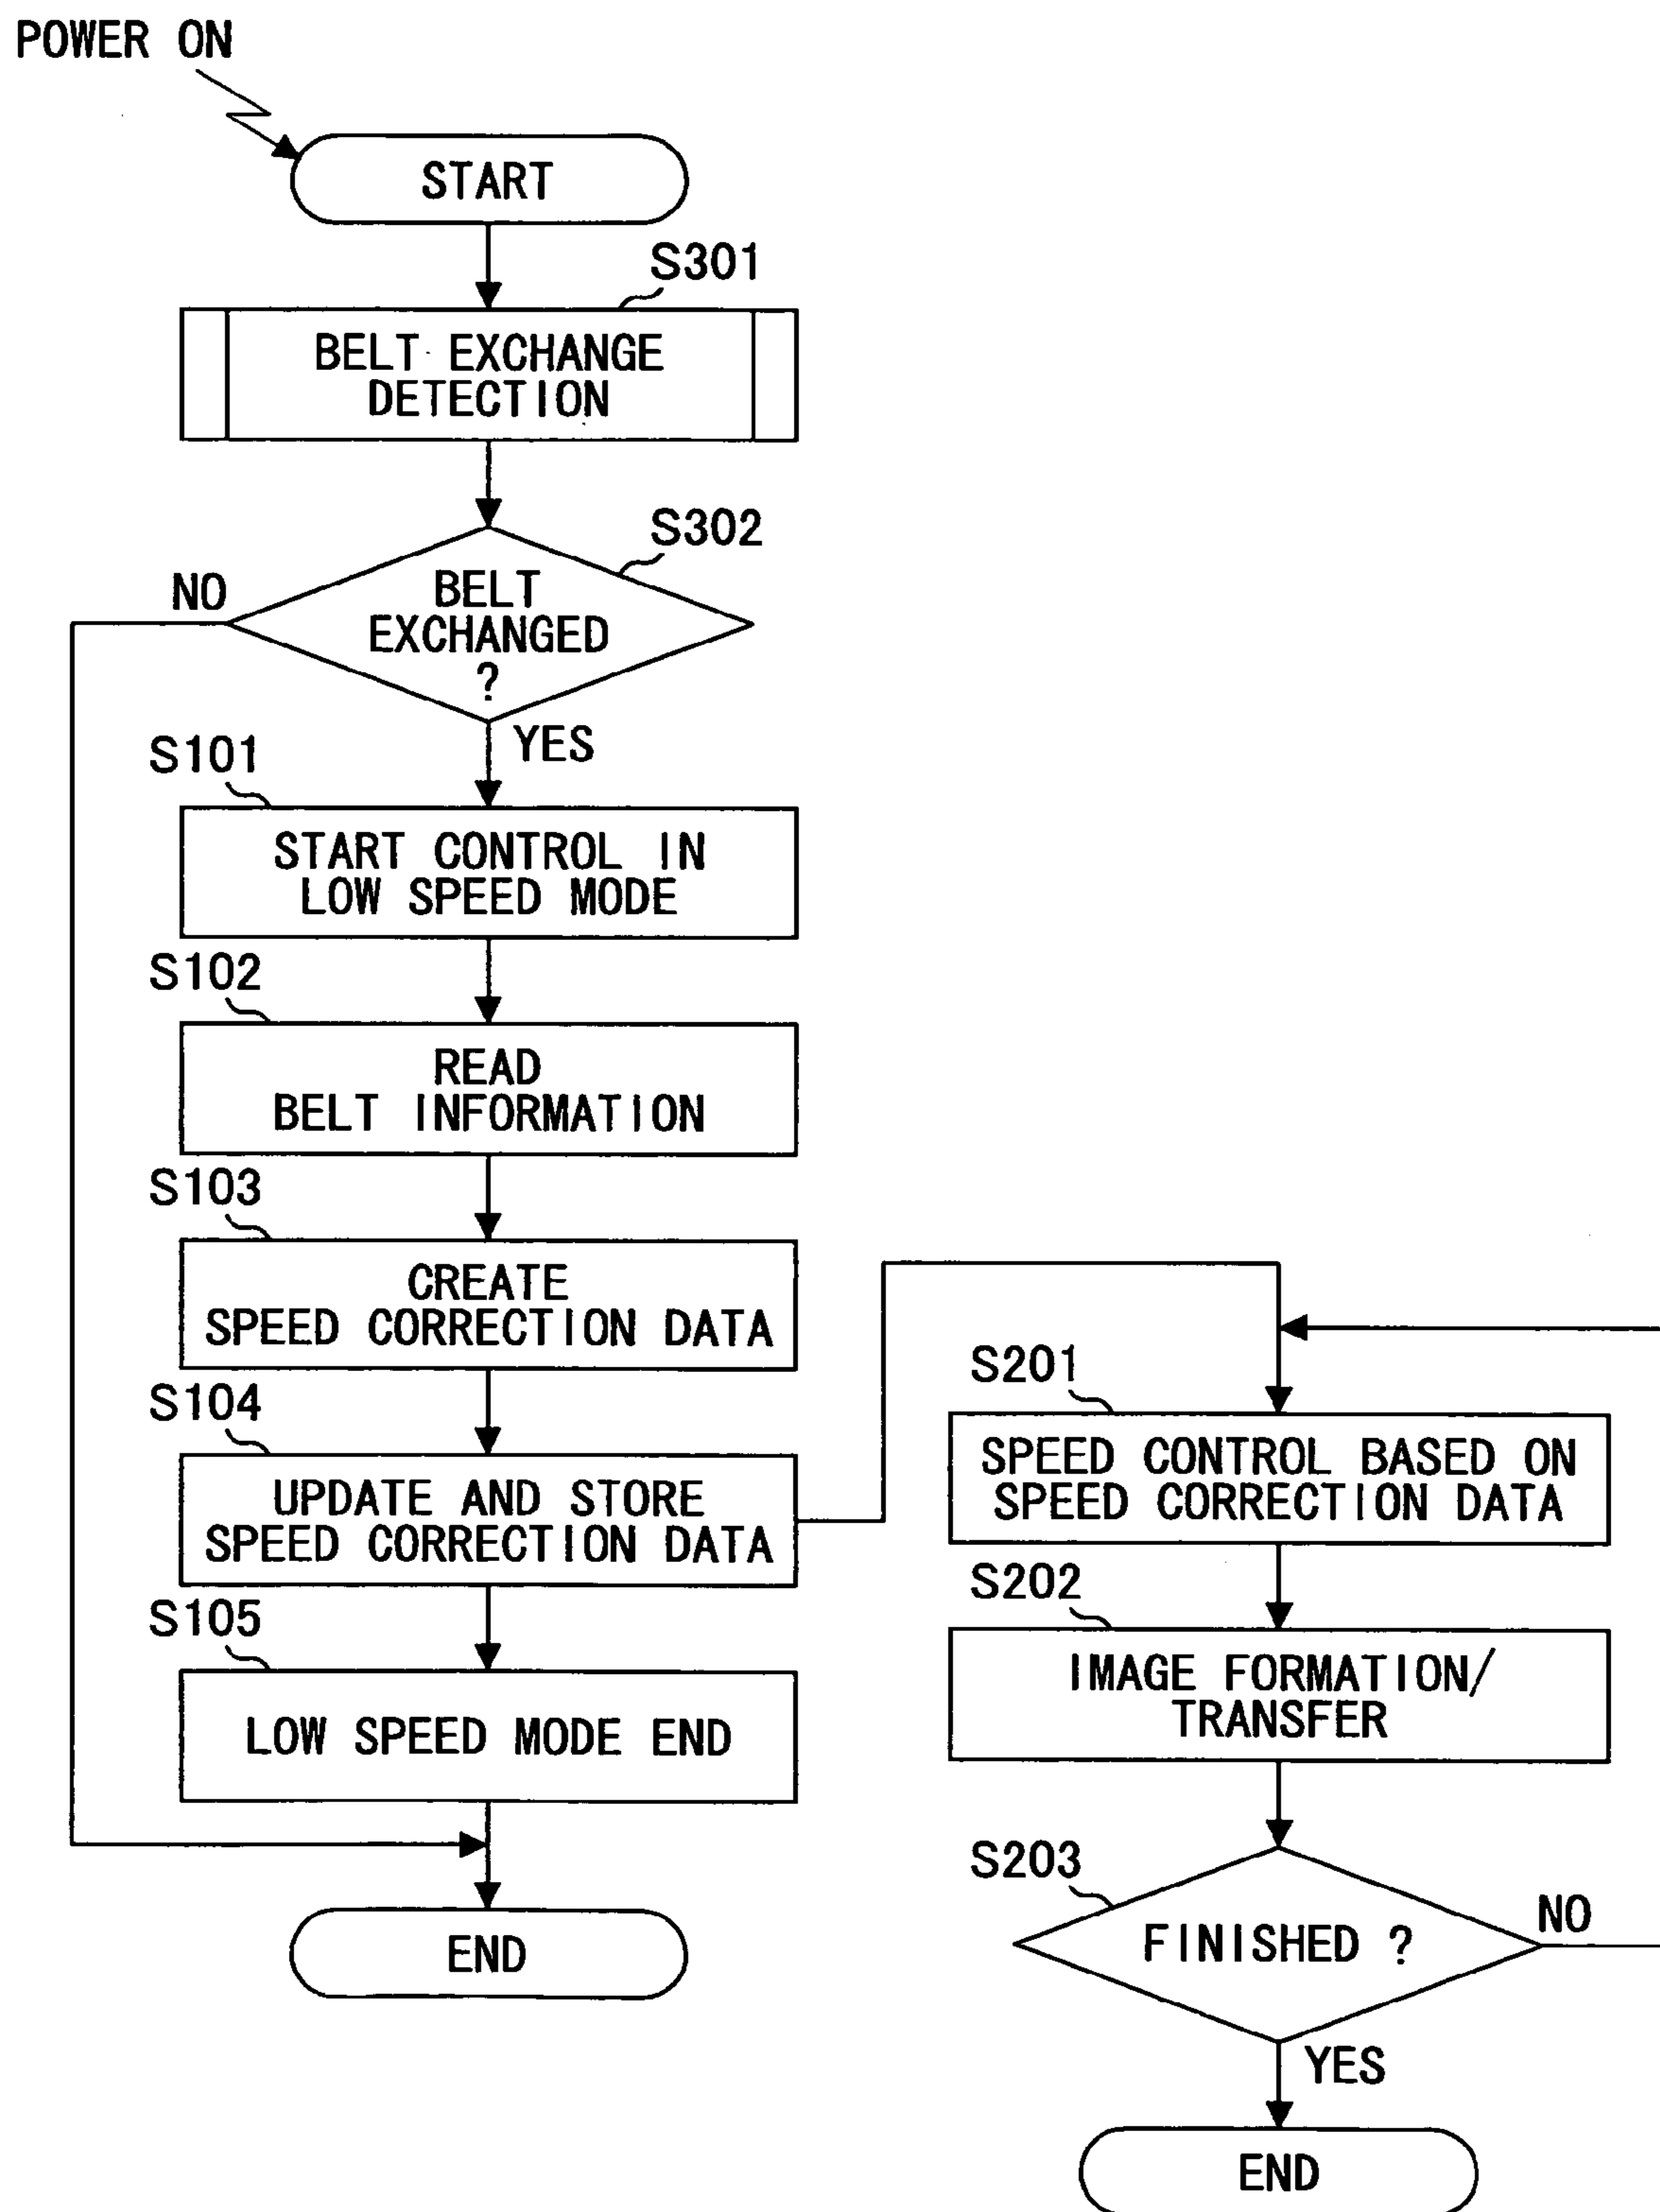 POWER ON
START
S301
BELT EXCHANGE
DETECTION
S302
NO
BELT
EXCHANGED
?
YES
S101
START CONTROL IN
LOW SPEED MODE
S102
READ
BELT INFORMATION
S103
CREATE
SPEED CORRECTION DATA
S104
UPDATE AND STORE
SPEED CORRECTION DATA
S105
LOW SPEED MODE END
END
S201
SPEED CONTROL BASED ON
SPEED CORRECTION DATA
S202
IMAGE FORMATION/
TRANSFER
S203
FINISHED ?
NO
YES
END